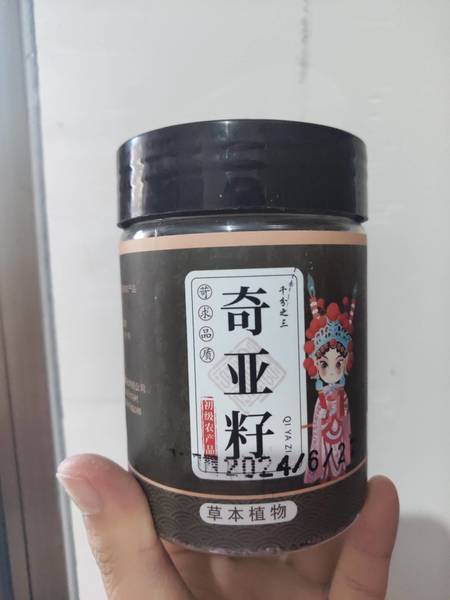 千分之三
苛求品质
奇亚籽
初级农产品
QI YA ZI
2024/6/2
草本植物